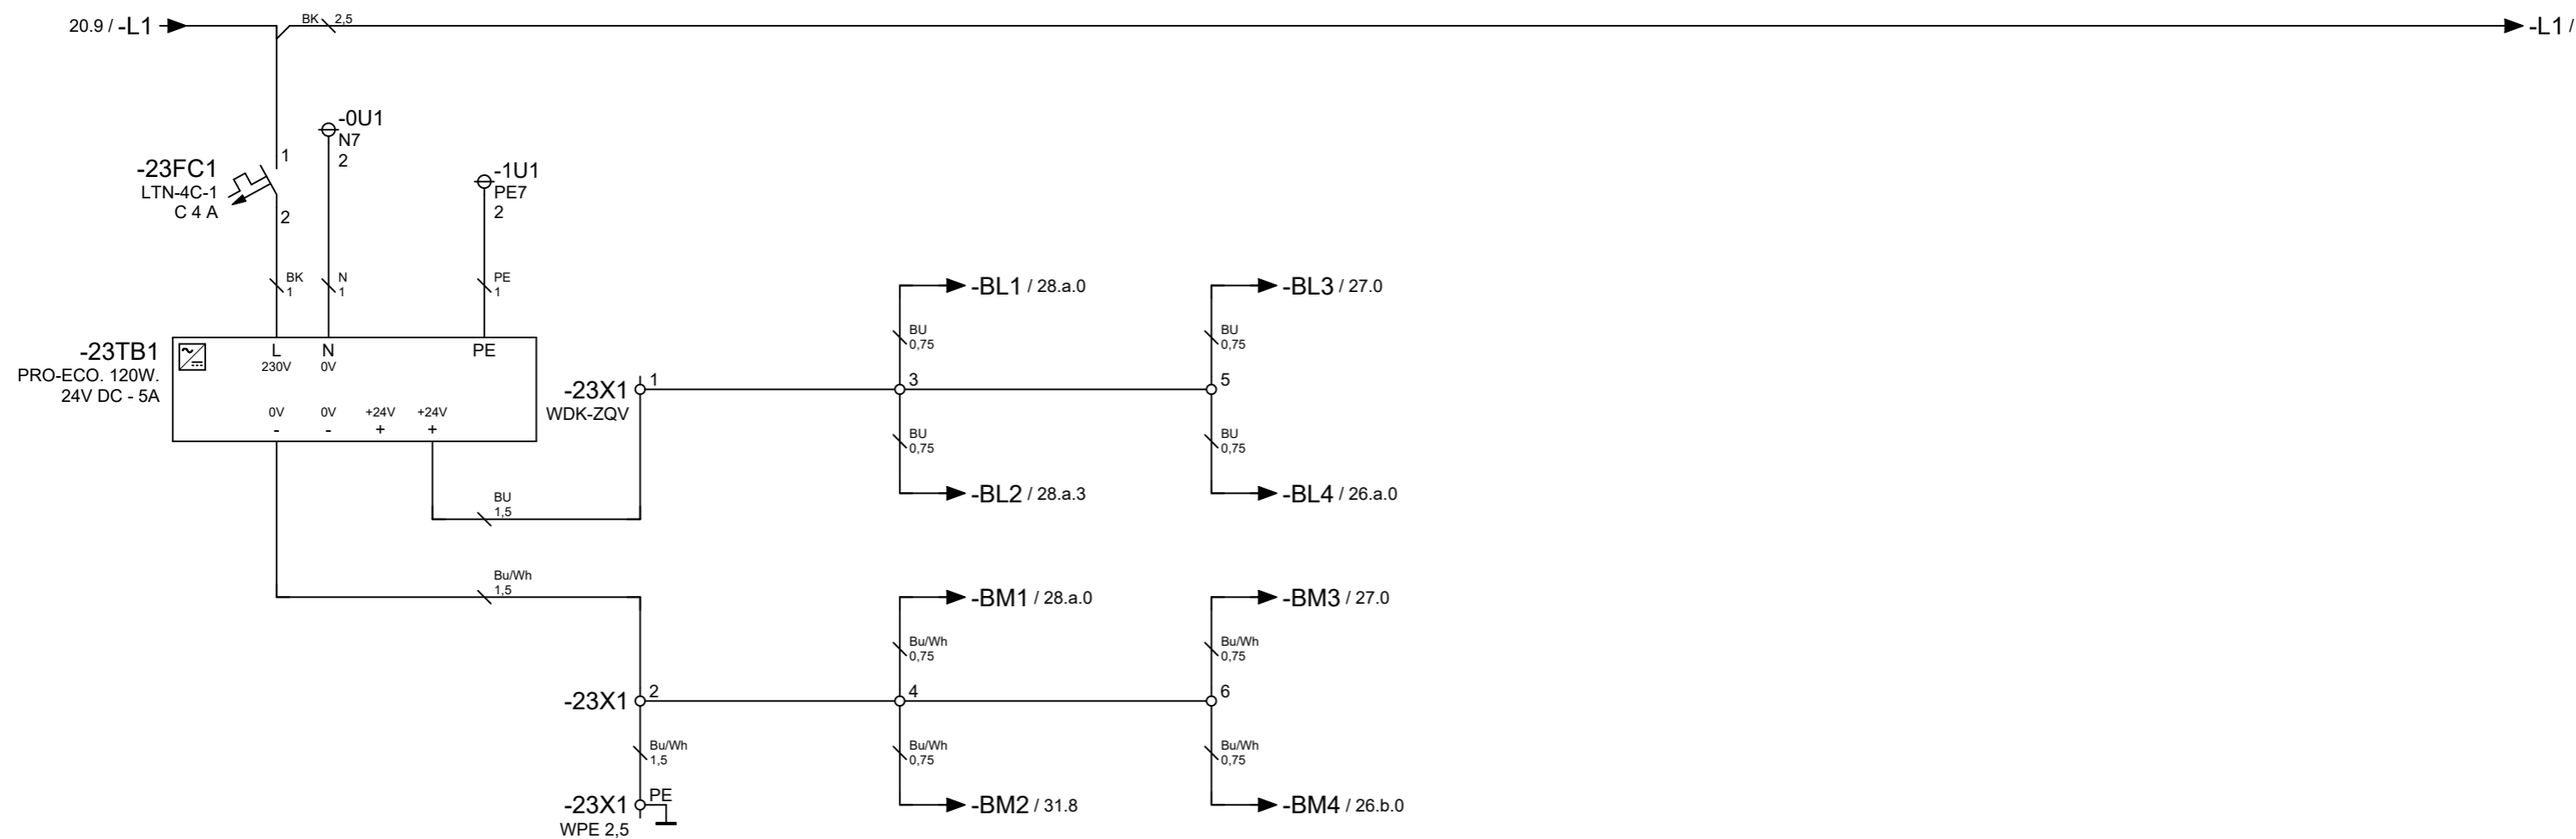 20.9 / -L1
BK 2,5
-L1 /
-0U1
N7
2
-23FC1
LTN-4C-1
C 4 A
1
2
-1U1
PE7
2
BK
1
N
1
PE
1
-23TB1
PRO-ECO. 120W.
24V DC - 5A
L
230V
N
0V
PE
0V
-
0V
-
+24V
+
+24V
+
BU
1,5
-23X1
WDK-ZQV
1
3
5
-BL1 / 28.a.0
BU
0,75
-BL3 / 27.0
BU
0,75
BU
0,75
-BL2 / 28.a.3
BU
0,75
-BL4 / 26.a.0
Bu/Wh
1,5
-BM1 / 28.a.0
Bu/Wh
0,75
-BM3 / 27.0
Bu/Wh
0,75
-23X1
2
4
6
Bu/Wh
1,5
Bu/Wh
0,75
Bu/Wh
0,75
-23X1
PE
WPE 2,5
-BM2 / 31.8
-BM4 / 26.b.0